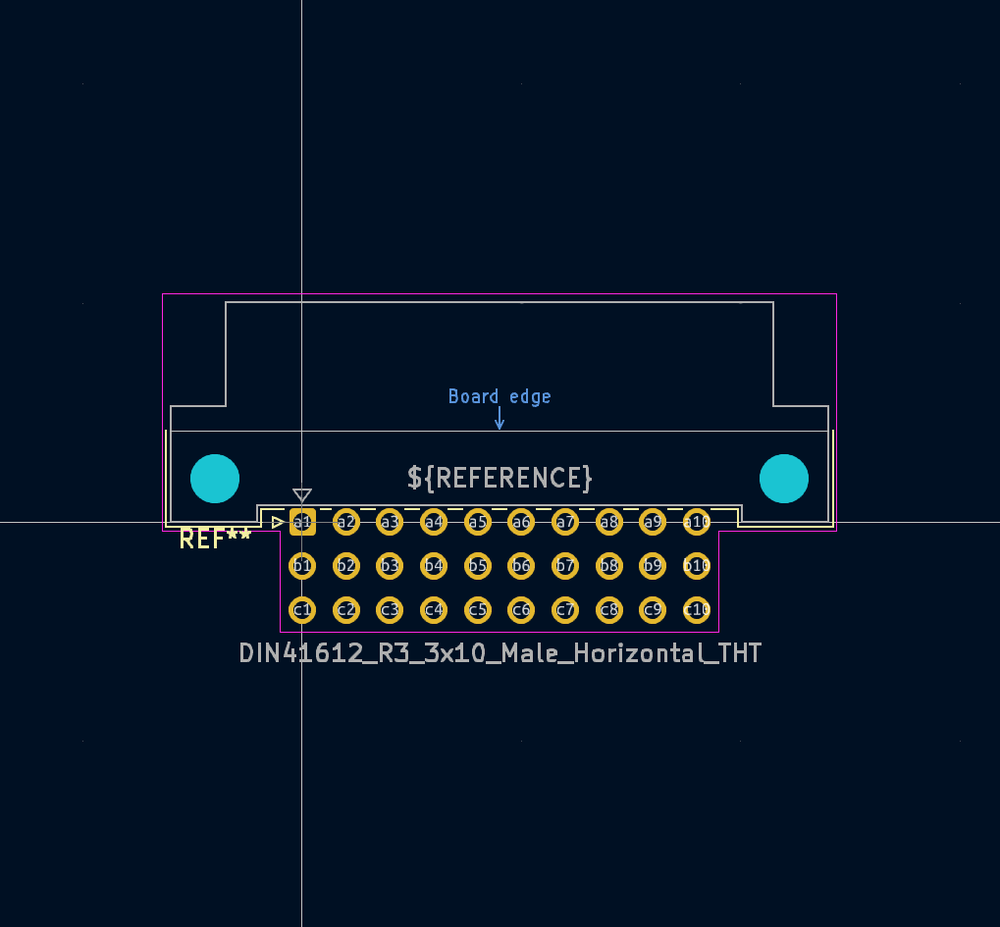 Board edge
${REFERENCE}
REF**
a1 a2 a3 a4 a5 a6 a7 a8 a9 a10
b1 b2 b3 b4 b5 b6 b7 b8 b9 b10
c1 c2 c3 c4 c5 c6 c7 c8 c9 c10
DIN41612_R3_3x10_Male_Horizontal_THT